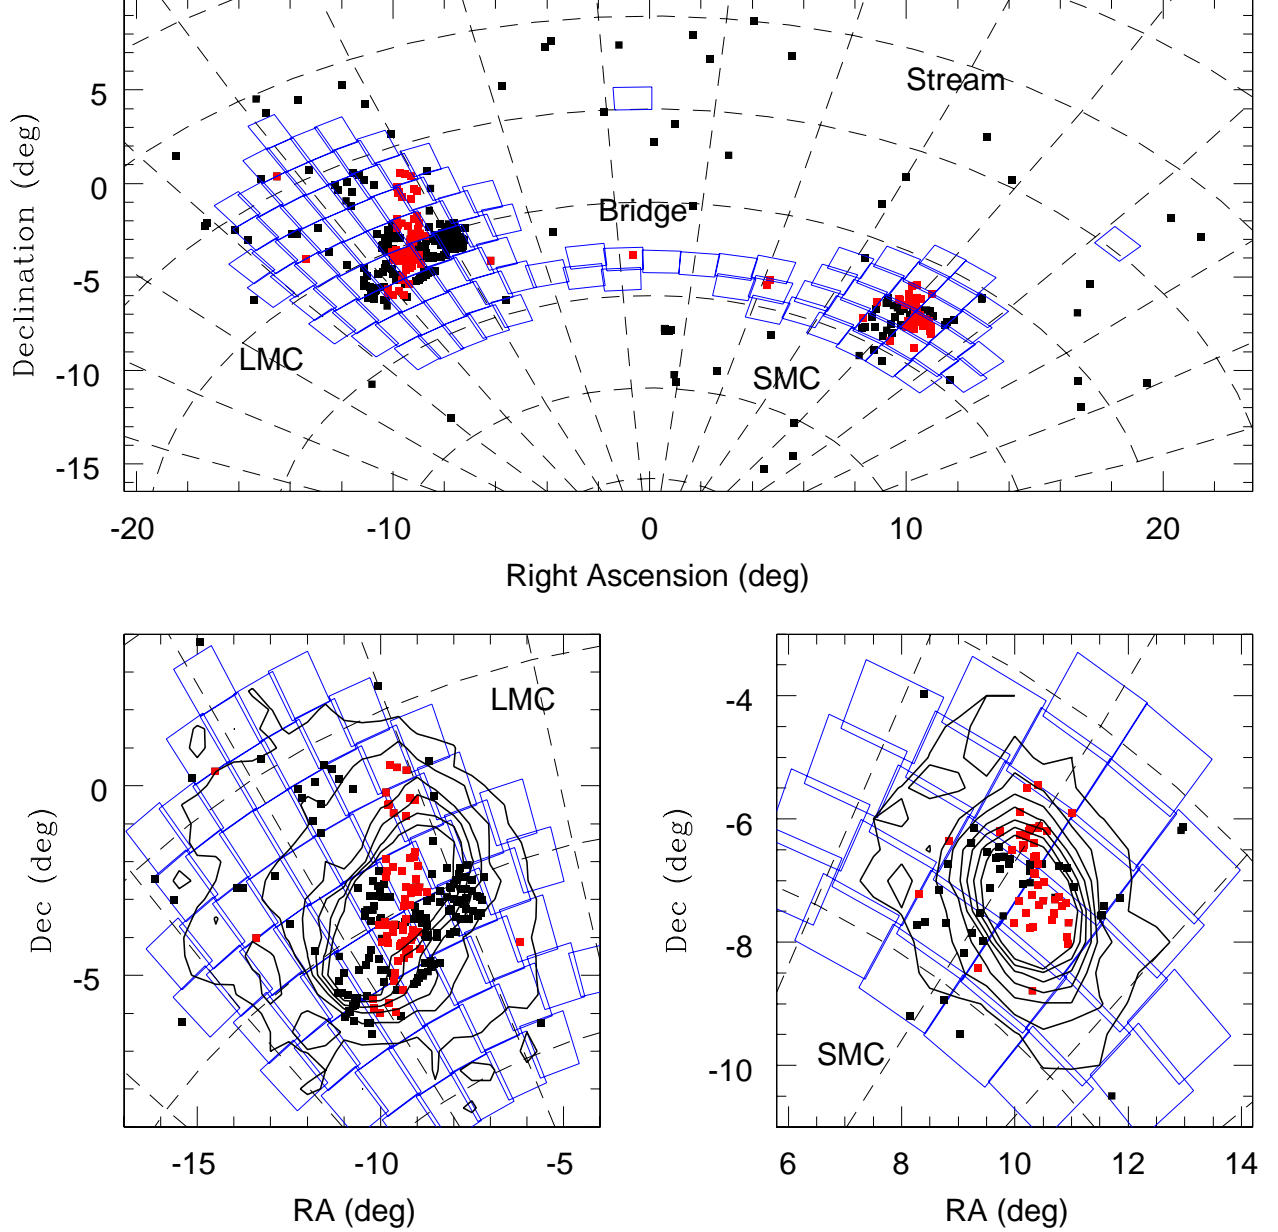 Stream
5
Declination (deg)
0
Bridge
-5
LMC
SMC
-10
-15
-20 -10 0 10 20
Right Ascension (deg)
LMC
-4
0
Dec (deg) Dec (deg)
-6
-8
-5
SMC
-10
-15 -10 -5 6 8 10 12 14
RA (deg) RA (deg)